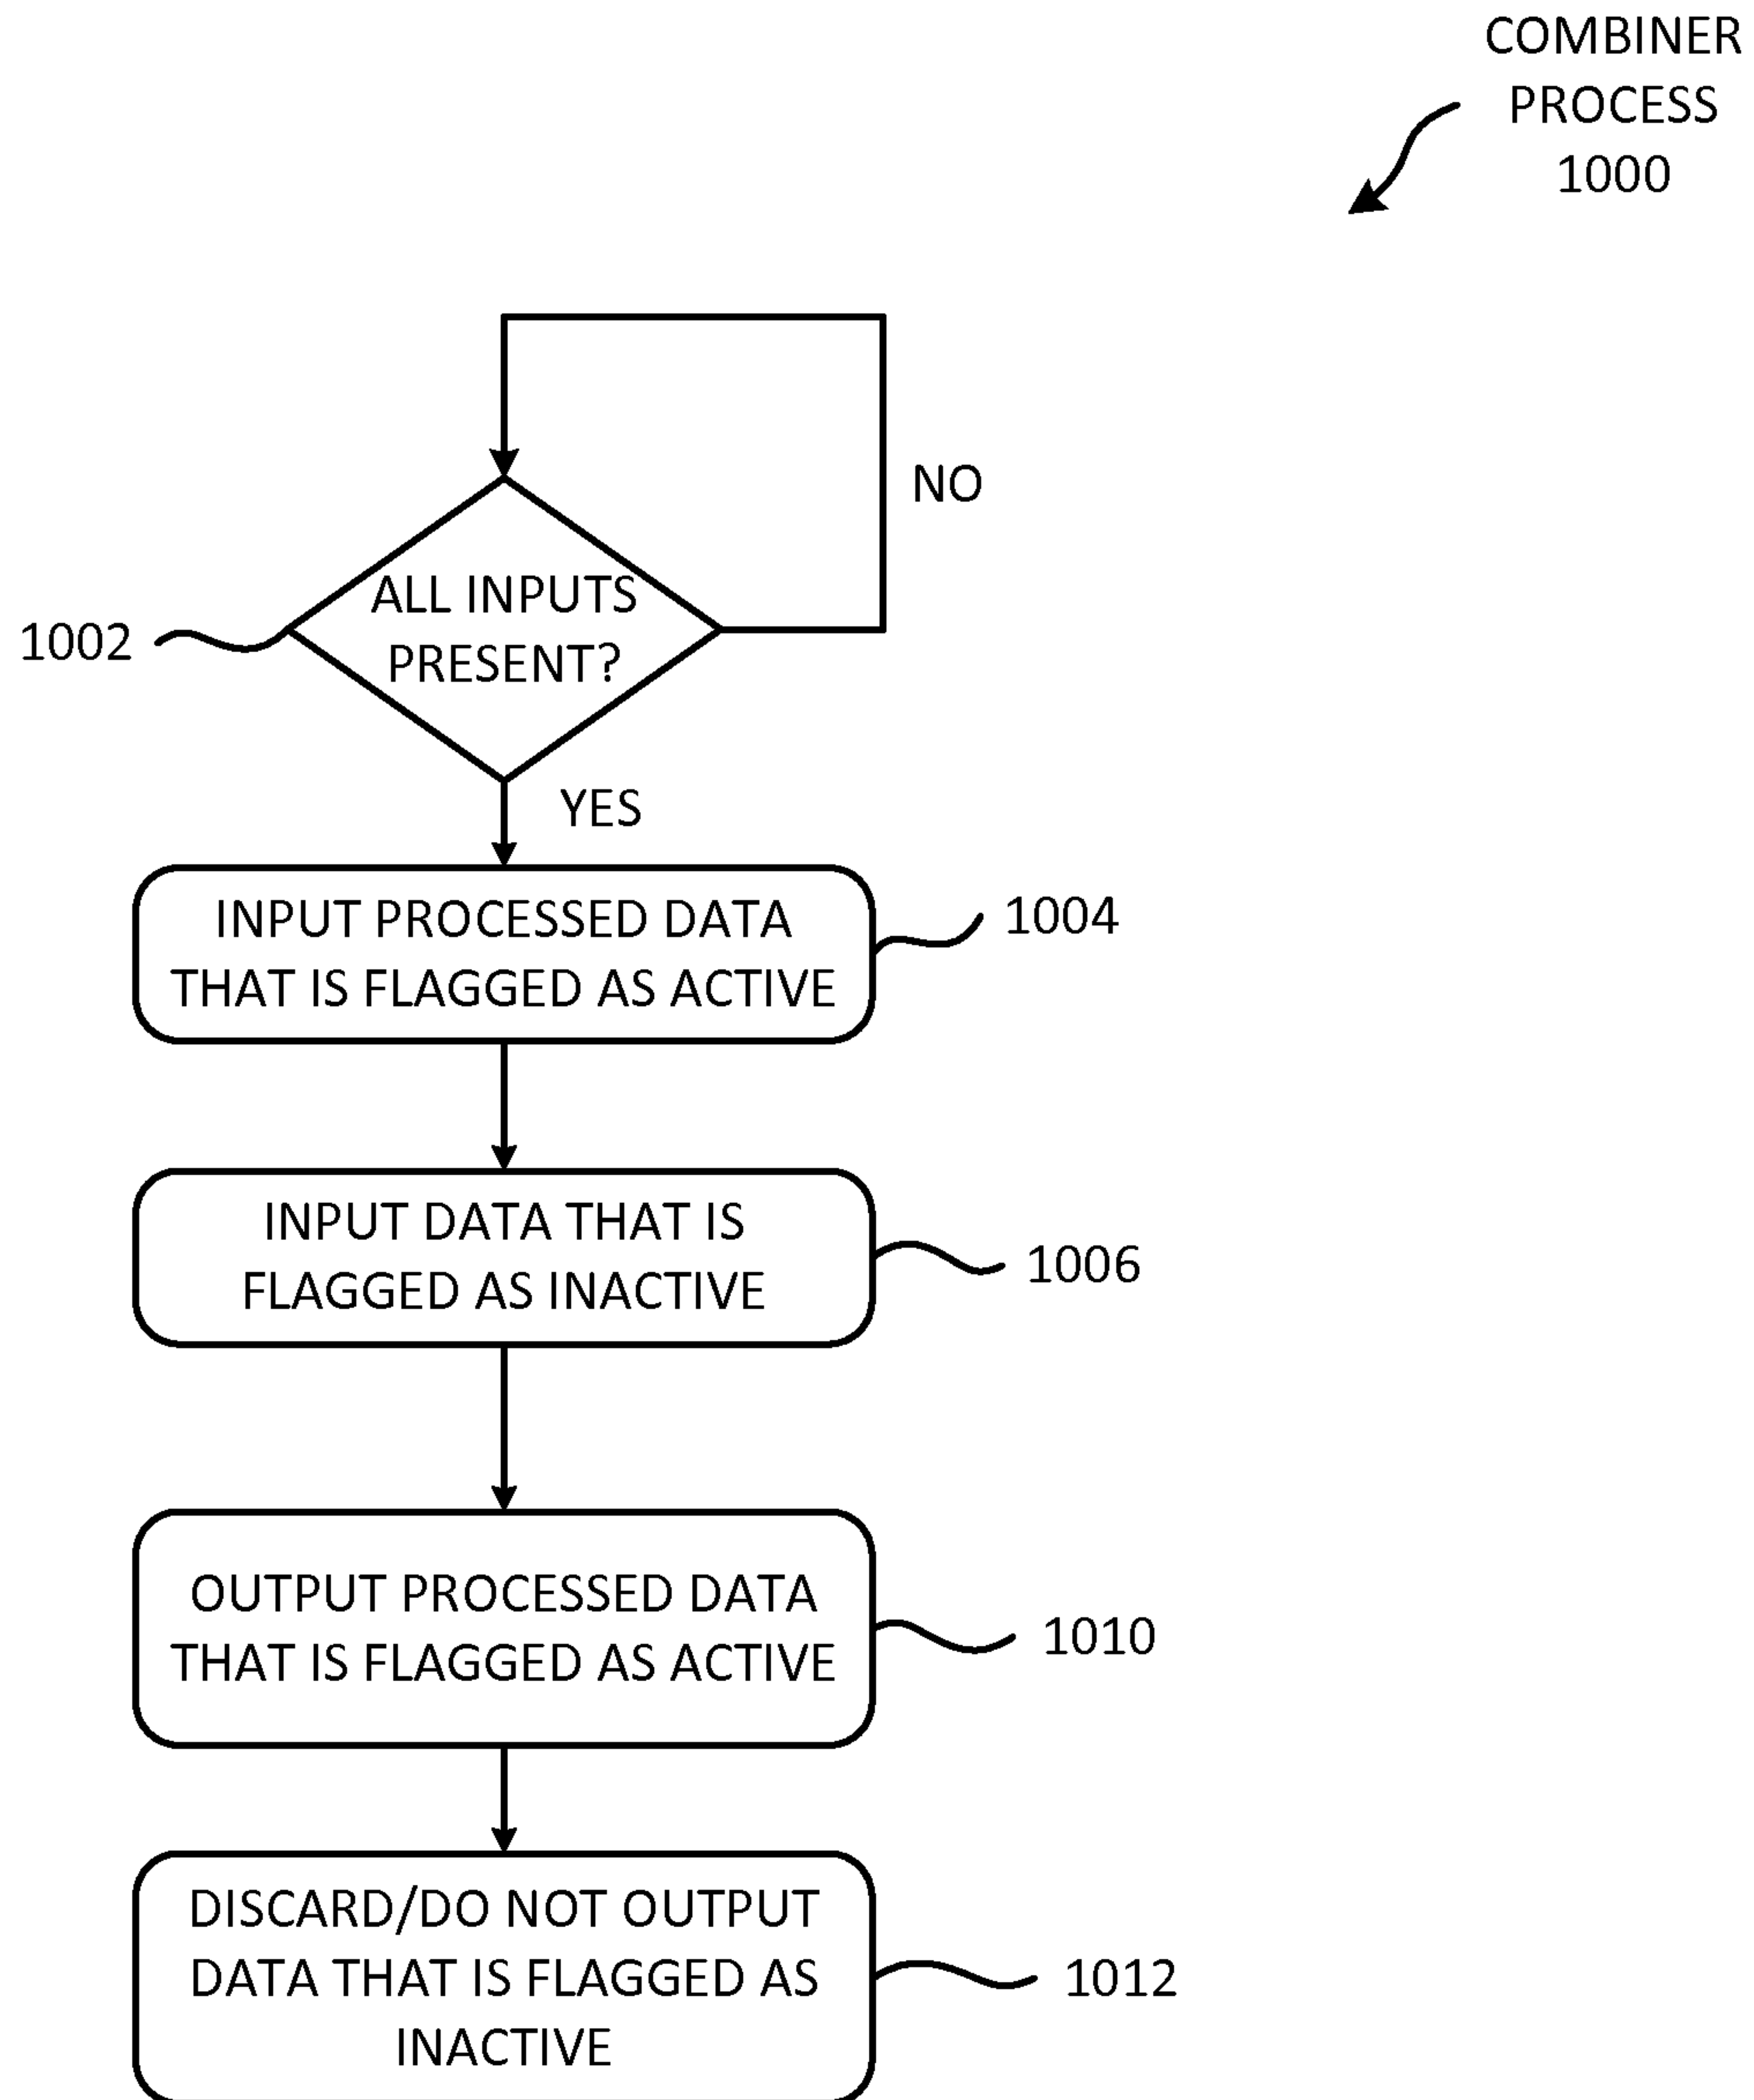 COMBINER
PROCESS
1000
NO
ALL INPUTS
PRESENT?
1002
YES
INPUT PROCESSED DATA
THAT IS FLAGGED AS ACTIVE
1004
INPUT DATA THAT IS
FLAGGED AS INACTIVE
1006
OUTPUT PROCESSED DATA
THAT IS FLAGGED AS ACTIVE
1010
DISCARD/DO NOT OUTPUT
DATA THAT IS FLAGGED AS
INACTIVE
1012